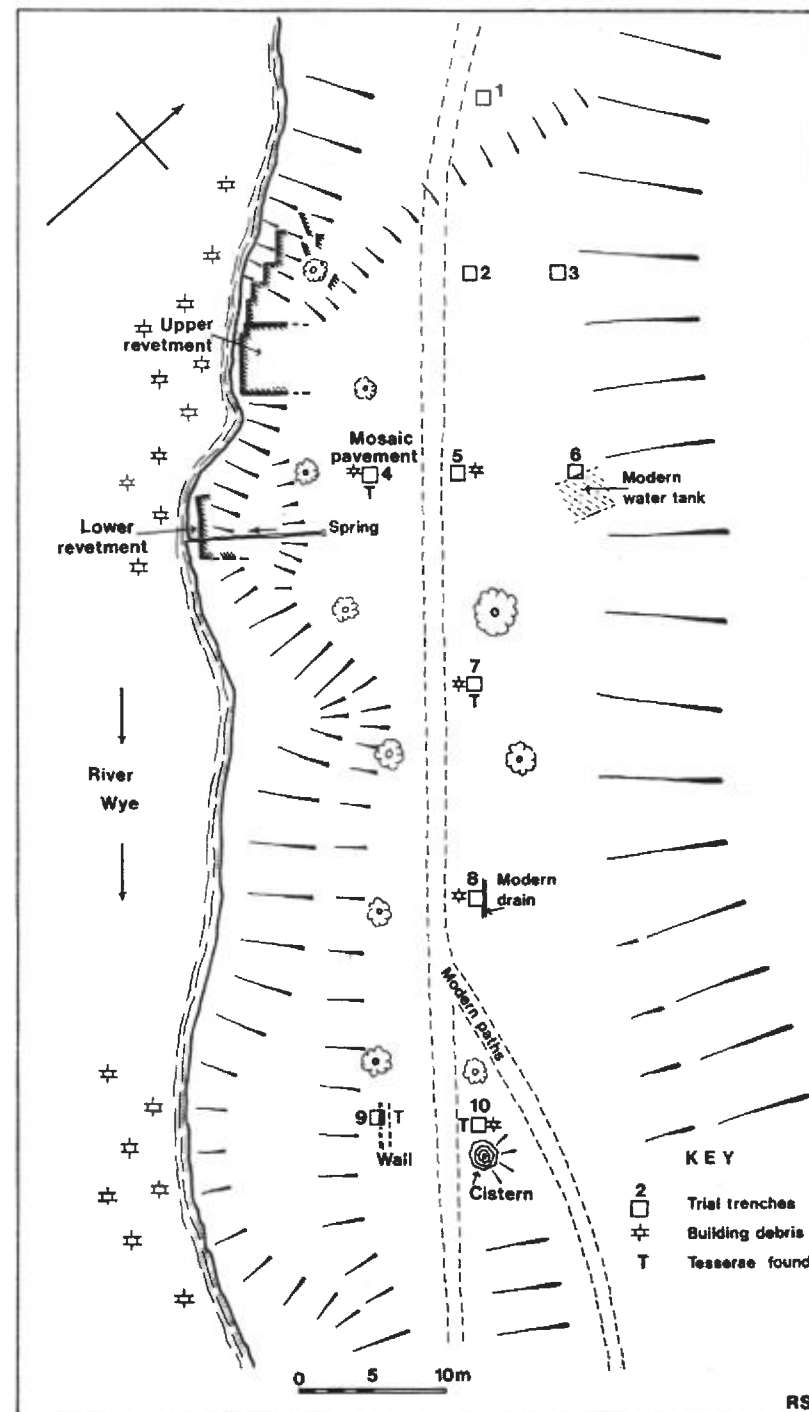 1
2
3
Upper
revetment
Mosaic
pavement
4
T
5
6
Modern
water tank
Lower
revetment
Spring
7
T
River
Wye
8
Modern
drain
Modern paths
9
T
Wall
10
T
Cistern
KEY
2
Trial trenches
Building debris
T
Tesserae found
0
5
10m
RS